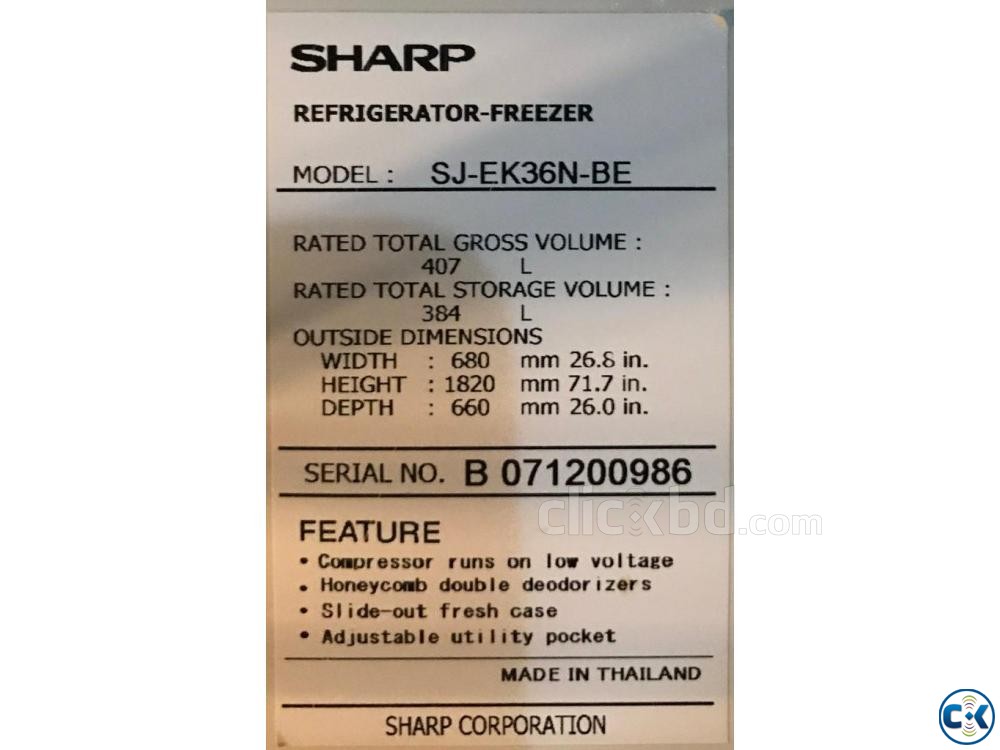 SHARP
REFRIGERATOR-FREEZER
MODEL : SJ-EK36N-BE
RATED TOTAL GROSS VOLUME :
407 L
RATED TOTAL STORAGE VOLUME :
384 L
OUTSIDE DIMENSIONS
WIDTH : 680 mm 26.8 in.
HEIGHT : 1820 mm 71.7 in.
DEPTH : 660 mm 26.0 in.
SERIAL NO. B 071200986
clickbd.com
FEATURE
• Compressor runs on low voltage
• Honeycomb double deodorizers
• Slide-out fresh case
• Adjustable utility pocket
MADE IN THAILAND
SHARP CORPORATION
CK